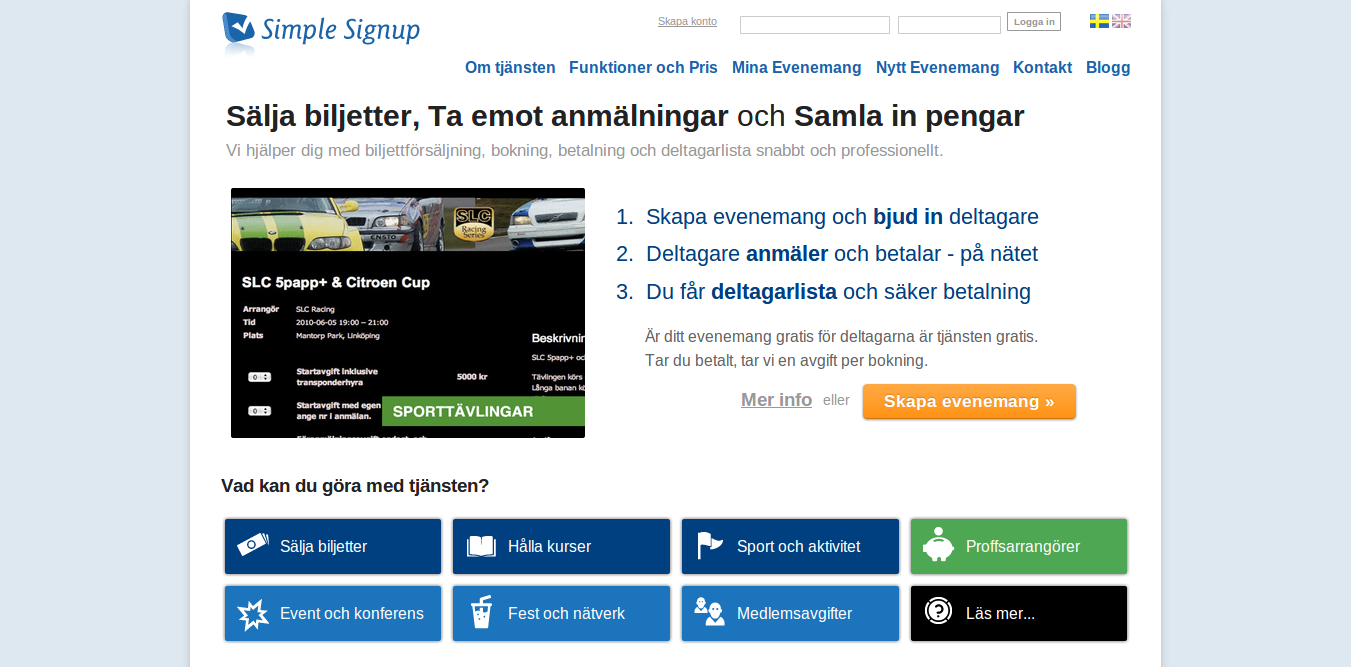 Simple Signup
Skapa konto
Logga in
Om tjänsten Funktioner och Pris Mina Evenemang Nytt Evenemang Kontakt Blogg
Sälja biljetter, Ta emot anmälningar och Samla in pengar
Vi hjälper dig med biljettförsäljning, bokning, betalning och deltagarlista snabbt och professionellt.
SLC
Racing
Series
ENSTO
SLC 5papp+ & Citroen Cup
Arrangör SLC Racing
Tid 2010-06-05 19:00 – 21:00
Plats Mantorp Park, Linköping
Beskrivnin
SLC 5papp+ oc
Tävlingen körs
Långa banan kö
0 Startavgift inklusive
transponderhyra
5000 kr
0 Startavgift med egen
ange nr i anmälan.
SPORTTÄVLINGAR
1. Skapa evenemang och bjud in deltagare
2. Deltagare anmäler och betalar - på nätet
3. Du får deltagarlista och säker betalning
Är ditt evenemang gratis för deltagarna är tjänsten gratis.
Tar du betalt, tar vi en avgift per bokning.
Mer info eller Skapa evenemang »
Vad kan du göra med tjänsten?
Sälja biljetter Hålla kurser Sport och aktivitet Proffsarrangörer
Event och konferens Fest och nätverk Medlemsavgifter Läs mer...